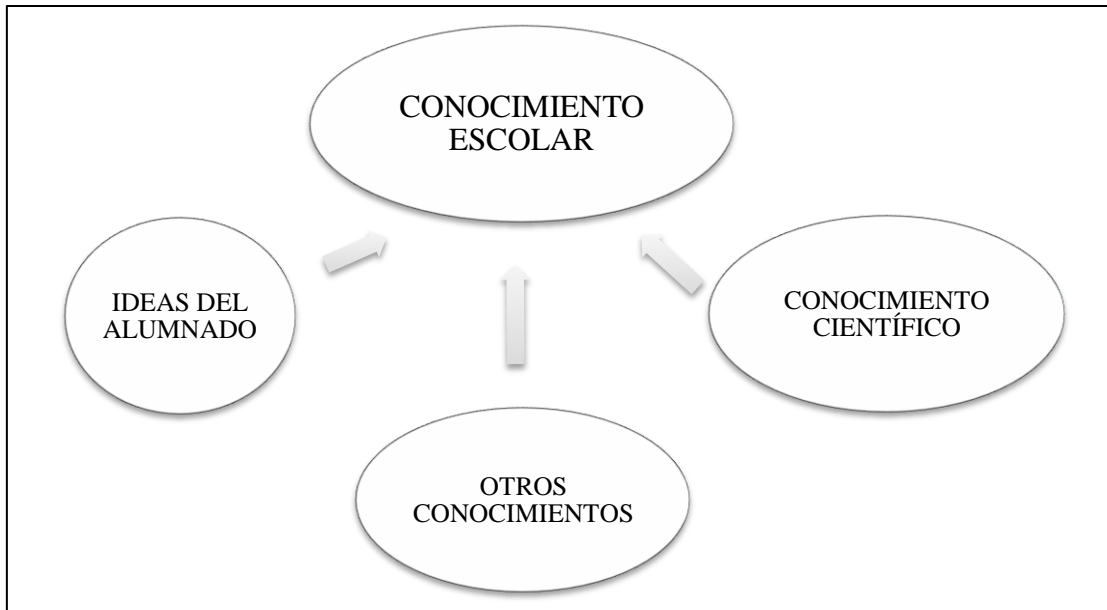 CONOCIMIENTO
ESCOLAR
IDEAS DEL
ALUMNADO
CONOCIMIENTO
CIENTÍFICO
OTROS
CONOCIMIENTOS